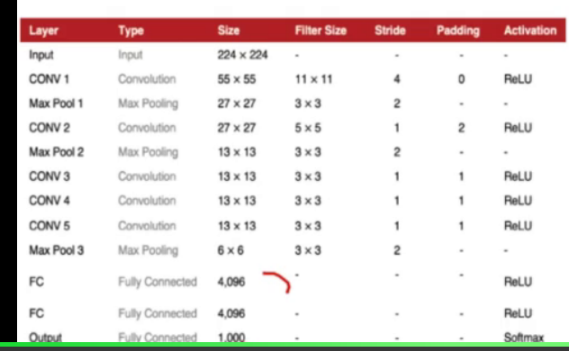 Layer Type Size Filter Size Stride Padding Activation
Input Input 224 × 224 - - - -
CONV 1 Convolution 55 × 55 11 × 11 4 0 ReLU
Max Pool 1 Max Pooling 27 × 27 3 × 3 2 - -
CONV 2 Convolution 27 × 27 5 × 5 1 2 ReLU
Max Pool 2 Max Pooling 13 × 13 3 × 3 2 - -
CONV 3 Convolution 13 × 13 3 × 3 1 1 ReLU
CONV 4 Convolution 13 × 13 3 × 3 1 1 ReLU
CONV 5 Convolution 13 × 13 3 × 3 1 1 ReLU
Max Pool 3 Max Pooling 6 × 6 3 × 3 2 - -
FC Fully Connected 4,096 - - - ReLU
FC Fully Connected 4,096 - - - ReLU
Output Fully Connected 1,000 - - - Softmax